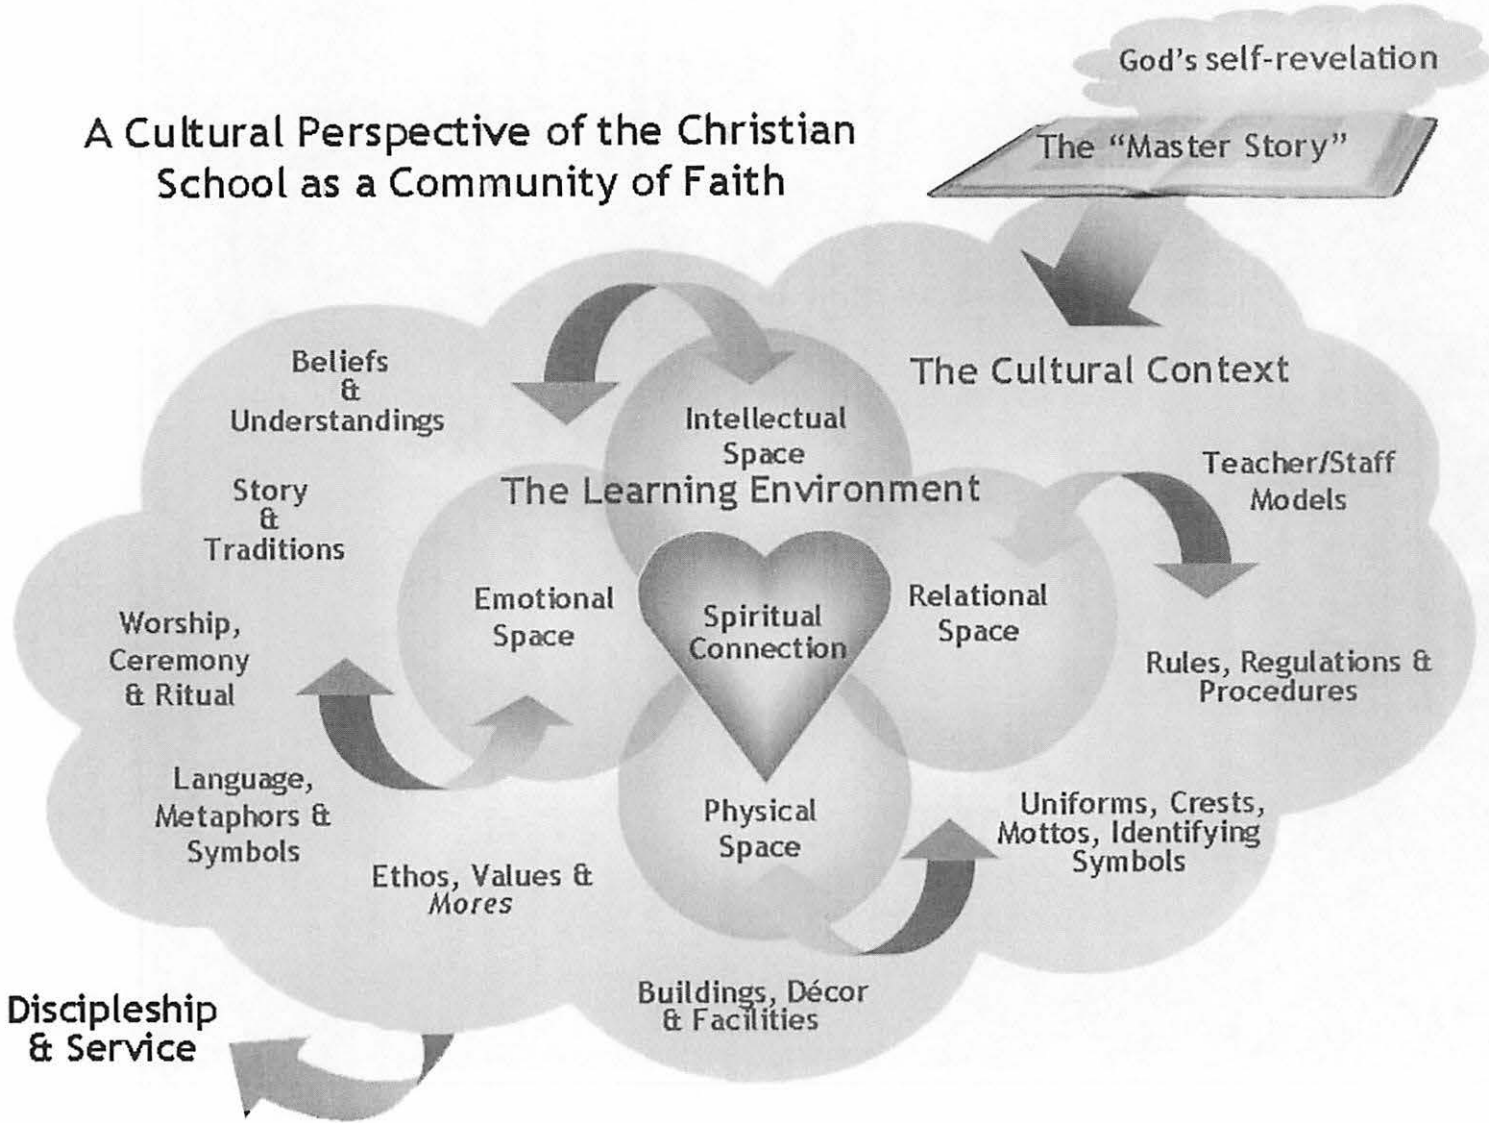 God's self-revelation
The “Master Story”
A Cultural Perspective of the Christian
School as a Community of Faith
The Cultural Context
Beliefs
&
Understandings
Intellectual
Space
The Learning Environment
Teacher/Staff
Models
Story
&
Traditions
Emotional
Space
Spiritual
Connection
Relational
Space
Worship,
Ceremony
& Ritual
Rules, Regulations &
Procedures
Language,
Metaphors &
Symbols
Physical
Space
Uniforms, Crests,
Mottos, Identifying
Symbols
Ethos, Values &
Mores
Buildings, Décor
& Facilities
Discipleship
& Service